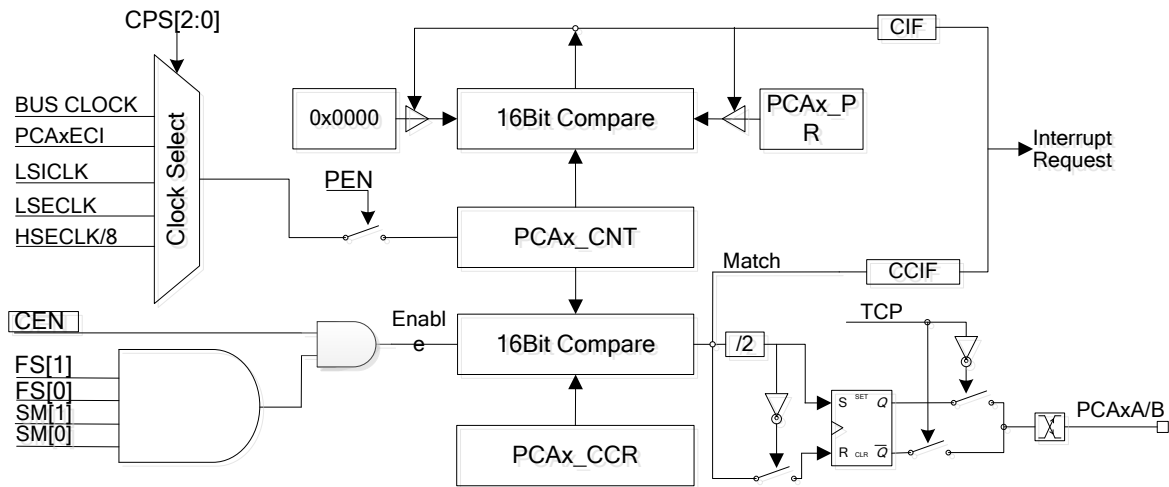 CPS[2:0]
CIF
BUS CLOCK
PCAxECI
LSICLK
LSECLK
HSECLK/8
Clock Select
0x0000
16Bit Compare
PCAx_P
R
Interrupt
Request
PEN
PCAx_CNT
Match
CCIF
CEN
Enabl
e
16Bit Compare
/2
TCP
FS[1]
FS[0]
SM[1]
SM[0]
S SET Q
R CLR Q
PCAx_CCR
PCAxA/B